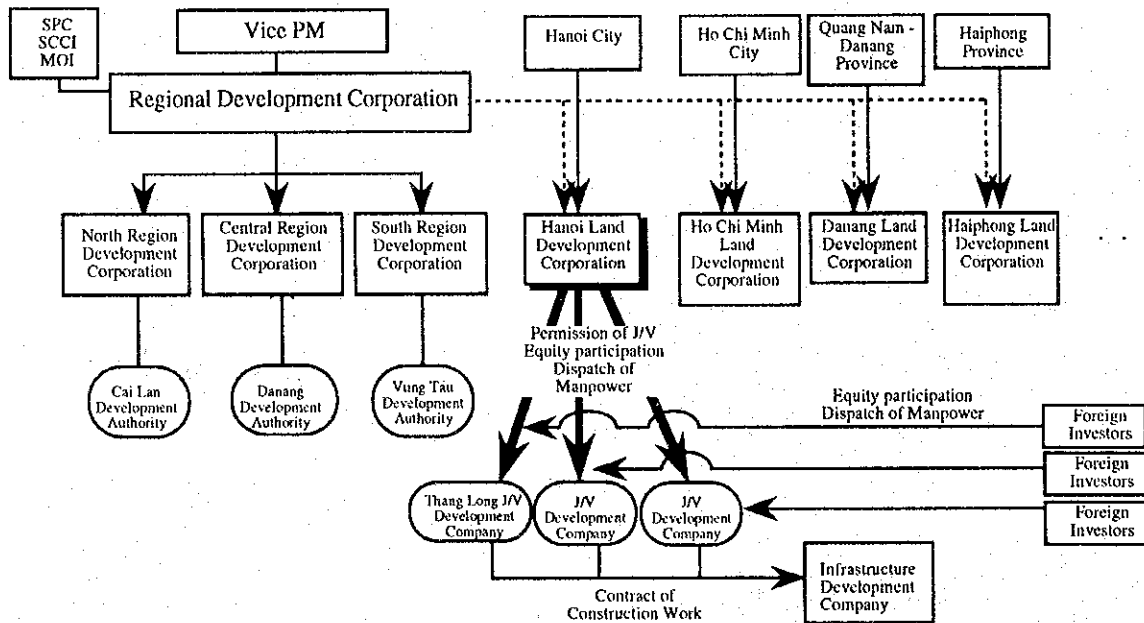 SPC
SCCI
MOI
Vice PM
Regional Development Corporation
Hanoi City
Ho Chi Minh
City
Quang Nam -
Danang
Province
Haiphong
Province
North Region
Development
Corporation
Central Region
Development
Corporation
South Region
Development
Corporation
Hanoi Land
Development
Corporation
Ho Chi Minh
Land
Development
Corporation
Danang Land
Development
Corporation
Haiphong Land
Development
Corporation
Cai Lan
Development
Authority
Danang
Development
Authority
Vung Tau
Development
Authority
Permission of J/V
Equity participation
Dispatch of
Manpower
Equity participation
Dispatch of Manpower
Foreign
Investors
Foreign
Investors
Foreign
Investors
Thang Long J/V
Development
Company
J/V
Development
Company
J/V
Development
Company
Contract of
Construction Work
Infrastructure
Development
Company